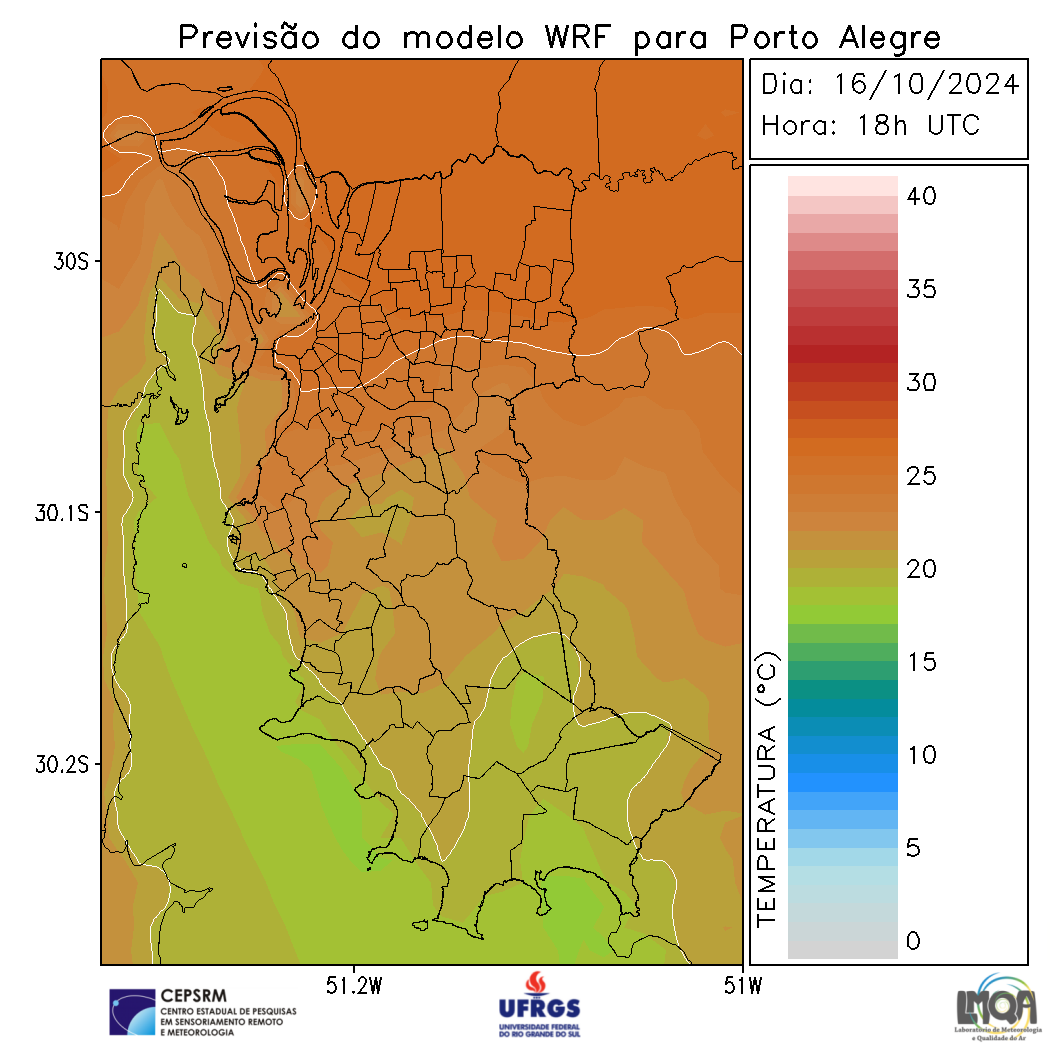 Previsão do modelo WRF para Porto Alegre
Dia: 16/10/2024
Hora: 18h UTC
40
35
30
25
20
15
10
5
0
TEMPERATURA (°C)
30S
30.1S
30.2S
51.2W
51W
CEPSRM
CENTRO ESTADUAL DE PESQUISAS
EM SENSORIAMENTO REMOTO
E METEOROLOGIA
UFRGS
UNIVERSIDADE FEDERAL
DO RIO GRANDE DO SUL
LMQA
Laboratório de Meteorologia
e Qualidade do Ar